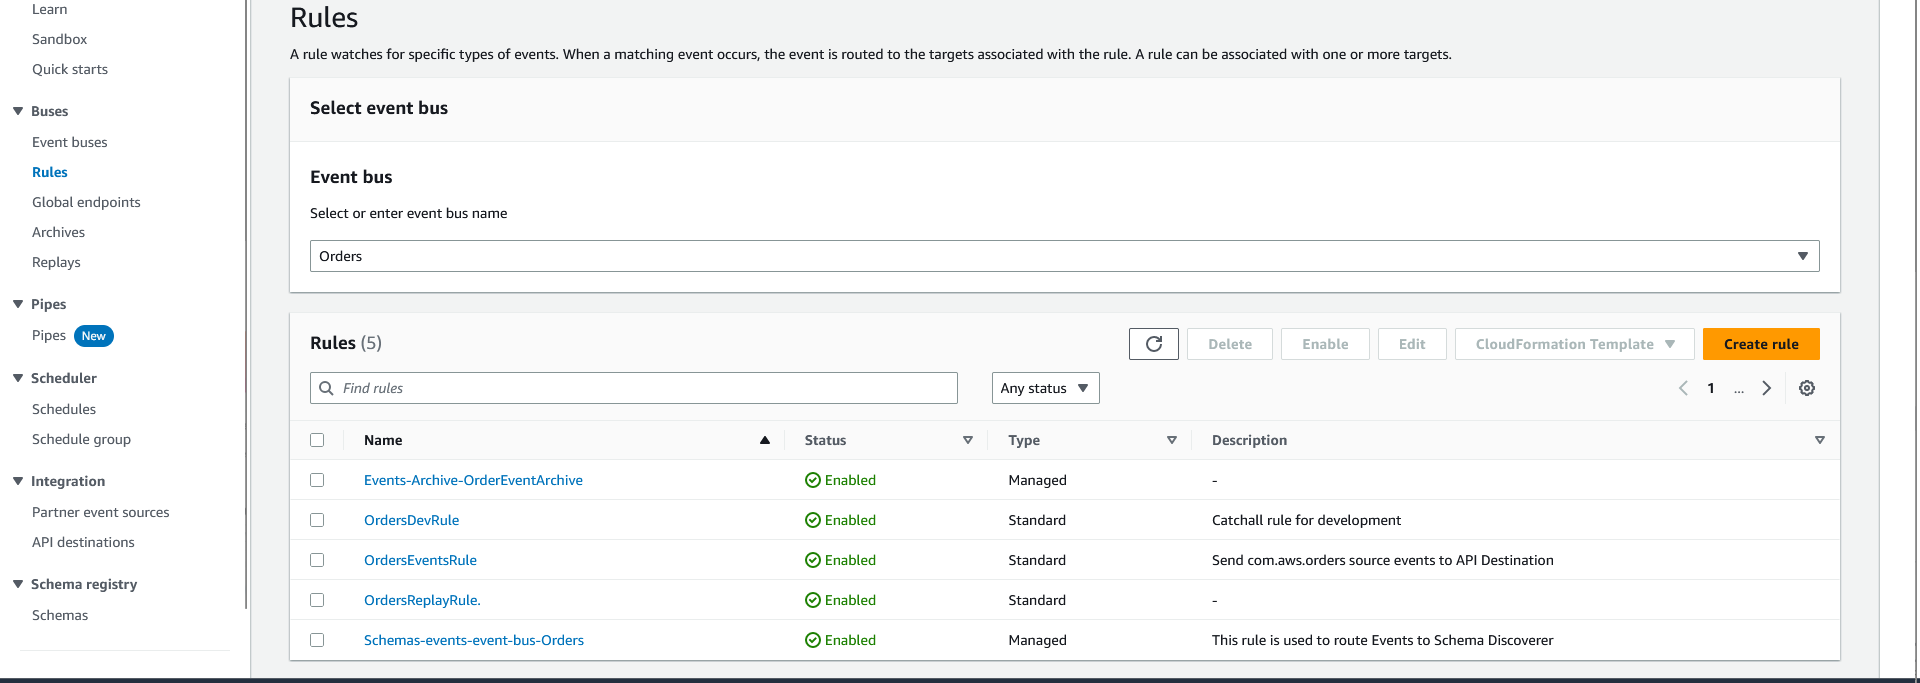 Learn
Sandbox
Quick starts
Buses
Event buses
Rules
Global endpoints
Archives
Replays
Pipes
Pipes New
Scheduler
Schedules
Schedule group
Integration
Partner event sources
API destinations
Schema registry
Schemas
Rules
A rule watches for specific types of events. When a matching event occurs, the event is routed to the targets associated with the rule. A rule can be associated with one or more targets.
Select event bus
Event bus
Select or enter event bus name
Orders
Rules (5) Delete Enable Edit CloudFormation Template Create rule
Find rules Any status 1 ...
Name Status Type Description
Events-Archive-OrderEventArchive Enabled Managed -
OrdersDevRule Enabled Standard Catchall rule for development
OrdersEventsRule Enabled Standard Send com.aws.orders source events to API Destination
OrdersReplayRule. Enabled Standard -
Schemas-events-event-bus-Orders Enabled Managed This rule is used to route Events to Schema Discoverer